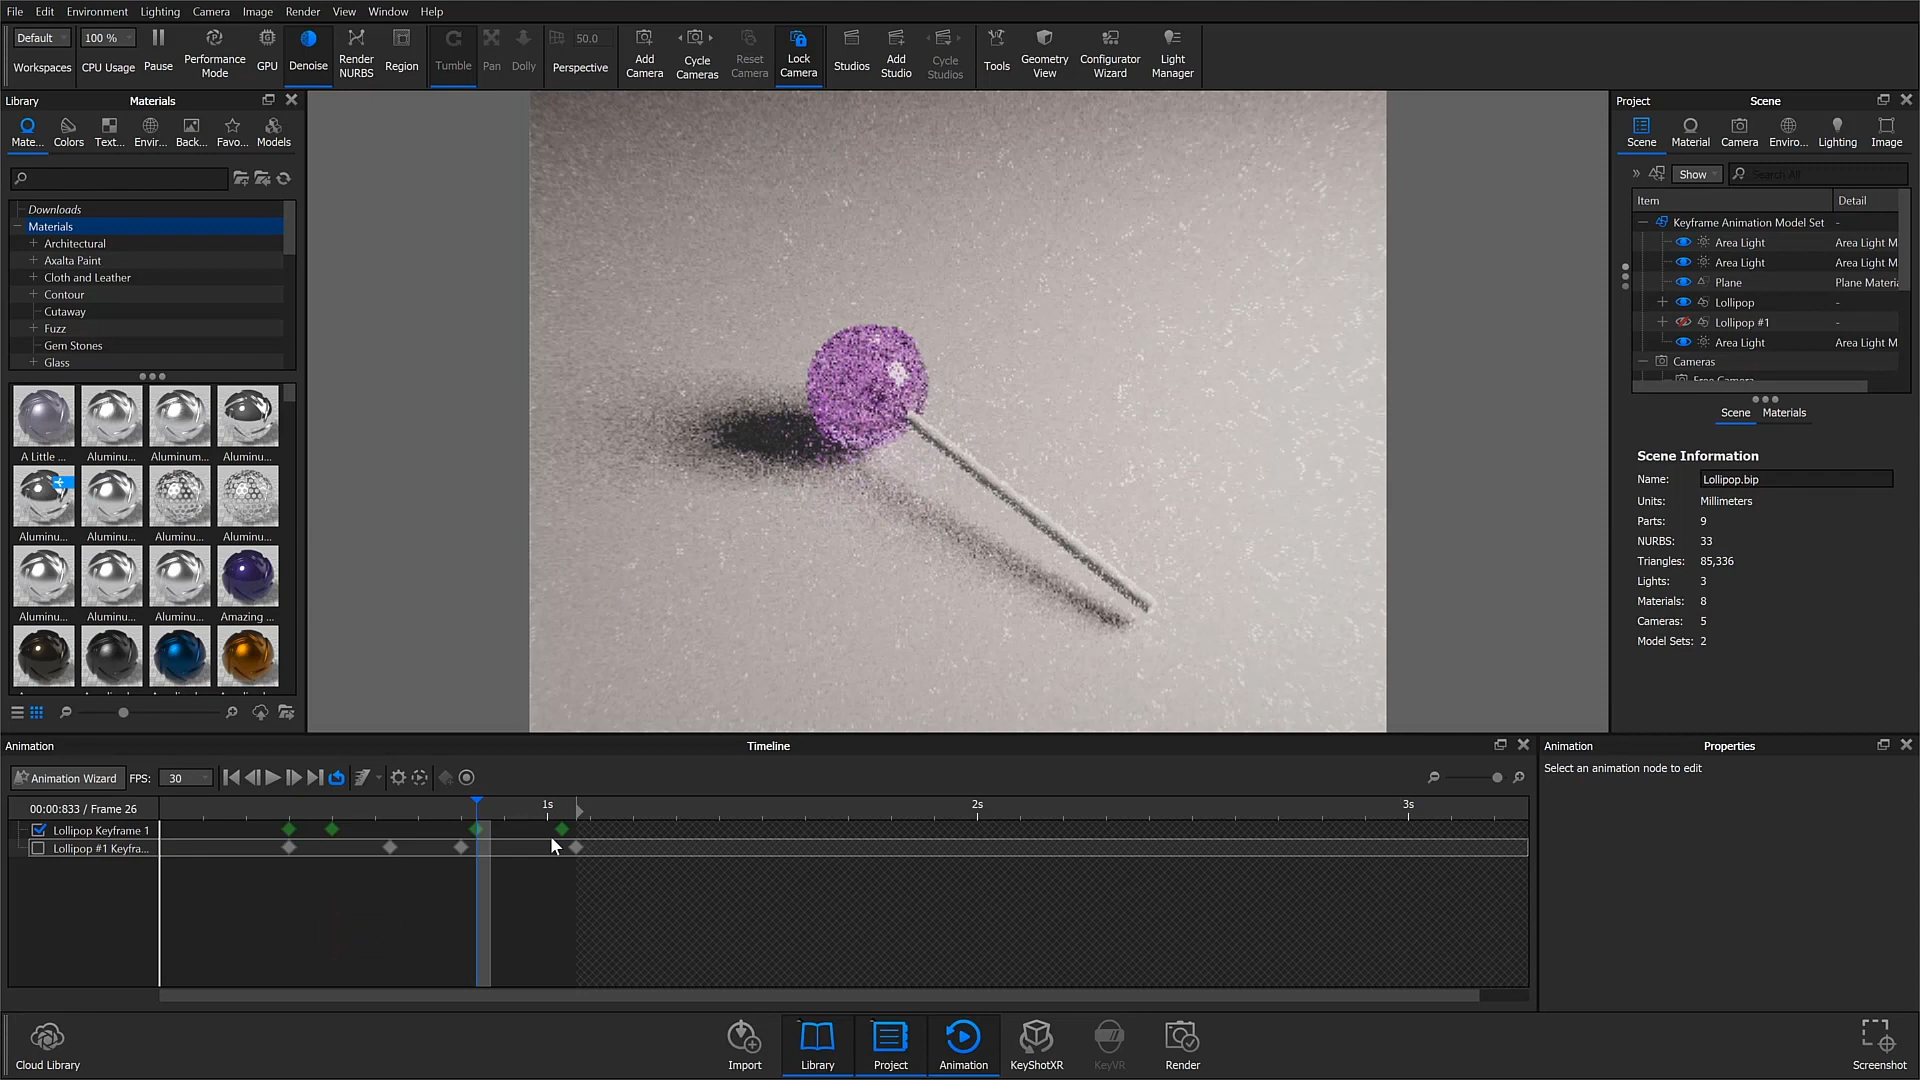 File Edit Environment Lighting Camera Image Render View Window Help
Default 100 % 50.0
Workspaces CPU Usage Pause Performance Mode GPU Denoise Render NURBS Region Tumble Pan Dolly Perspective Add Camera Cycle Cameras Reset Camera Lock Camera Studios Add Studio Cycle Studios Tools Geometry View Configurator Wizard Light Manager
Library Materials
Mate... Colors Text... Envir... Back... Favo... Models
Downloads
Materials
Architectural
Axalta Paint
Cloth and Leather
Contour
Cutaway
Fuzz
Gem Stones
Glass
A Little ... Aluminu... Aluminum... Aluminu...
Aluminu... Aluminu... Aluminu... Aluminu...
Aluminu... Aluminu... Aluminu... Amazing ...
Project Scene
Scene Material Camera Enviro... Lighting Image
Show Search All
Item Detail
Keyframe Animation Model Set -
Area Light Area Light M
Area Light Area Light M
Plane Plane Materia
Lollipop -
Lollipop #1 -
Area Light Area Light M
Cameras
Free Camera
Scene Materials
Scene Information
Name: Lollipop.bip
Units: Millimeters
Parts: 9
NURBS: 33
Triangles: 85,336
Lights: 3
Materials: 8
Cameras: 5
Model Sets: 2
Animation Timeline
Animation Wizard FPS: 30
00:00:833 / Frame 26 1s 2s 3s
Lollipop Keyframe 1
Lollipop #1 Keyfra...
Animation Properties
Select an animation node to edit
Cloud Library Import Library Project Animation KeyShotXR KeyVR Render Screenshot